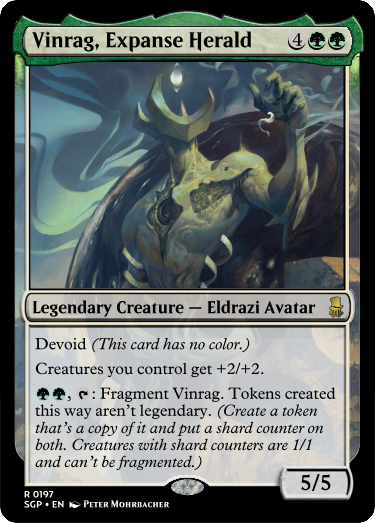 Vinrag, Expanse Herald 4
Legendary Creature — Eldrazi Avatar
Devoid (This card has no color.)
Creatures you control get +2/+2.
, : Fragment Vinrag. Tokens created
this way aren't legendary. (Create a token
that's a copy of it and put a shard counter on
both. Creatures with shard counters are 1/1
and can't be fragmented.)
5/5
R 0197
SGP • EN Peter Mohrbacher